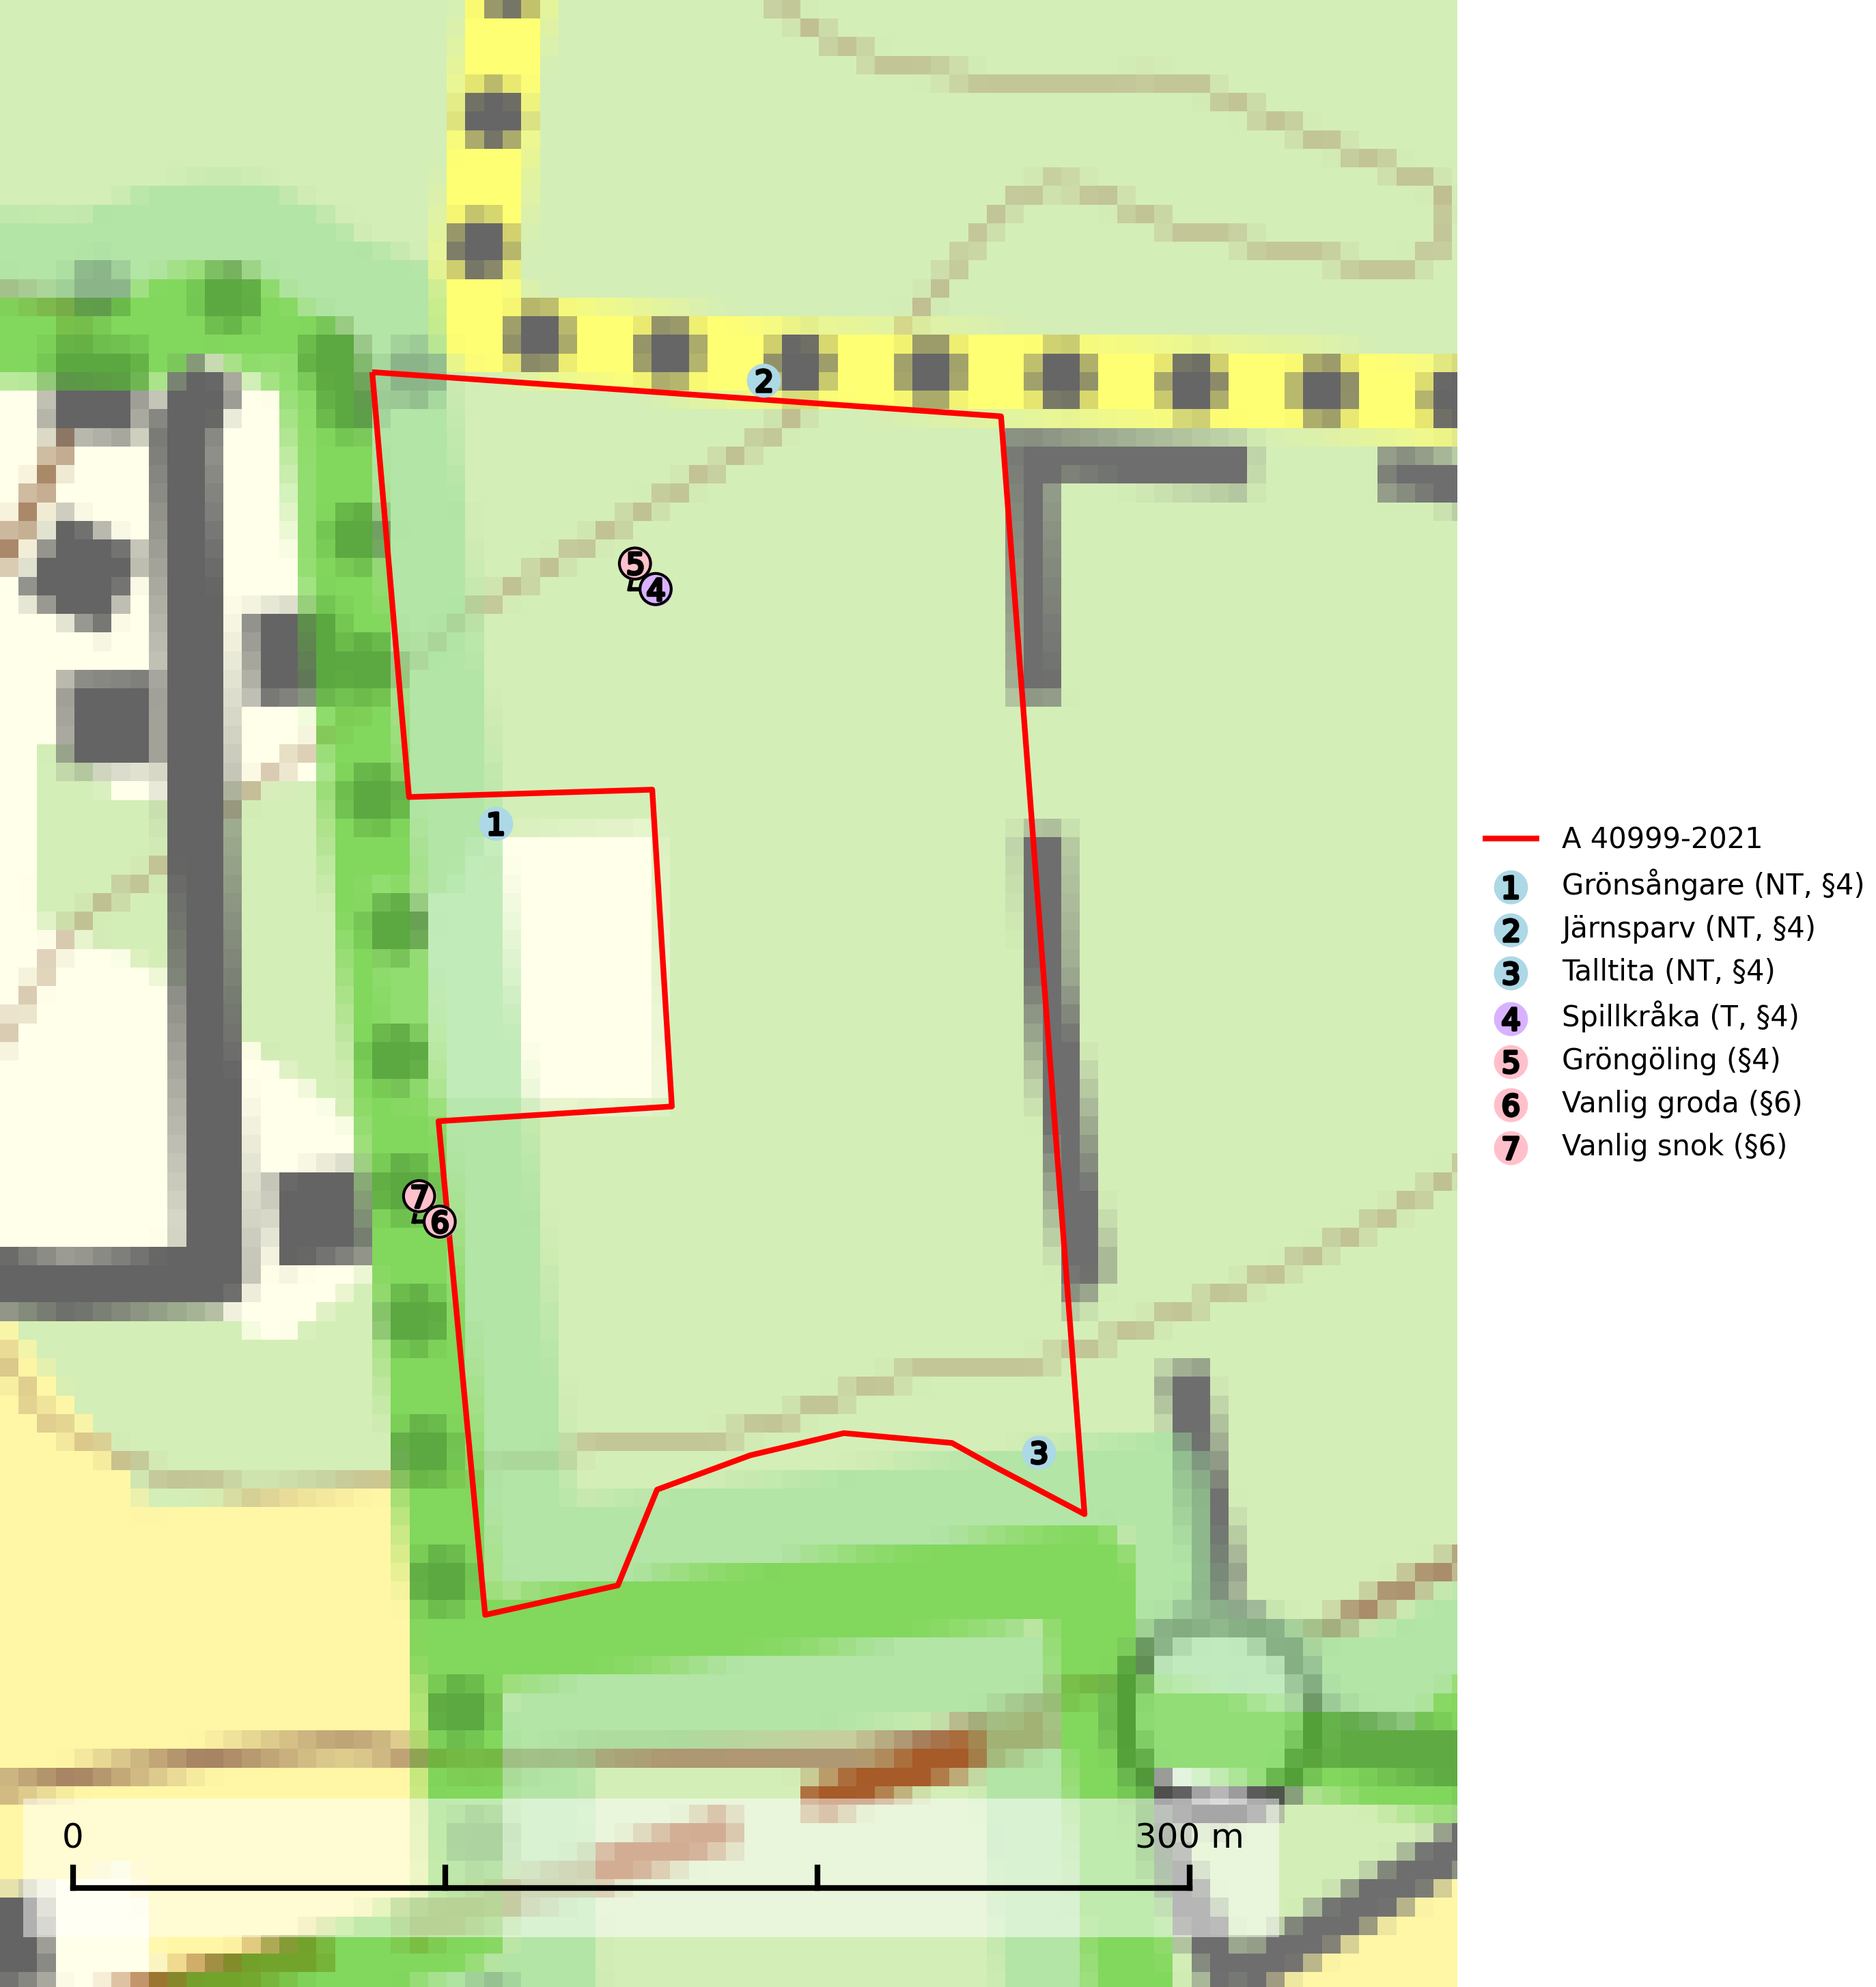 2
5
4
1
7
6
3
0
300 m
A 40999-2021
1 Grönsångare (NT, §4)
2 Järnsparv (NT, §4)
3 Talltita (NT, §4)
4 Spillkråka (T, §4)
5 Gröngöling (§4)
6 Vanlig groda (§6)
7 Vanlig snok (§6)